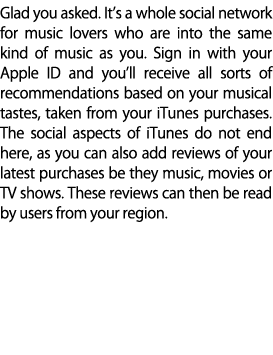 Glad you asked. It’s a whole social network
for music lovers who are into the same
kind of music as you. Sign in with your
Apple ID and you’ll receive all sorts of
recommendations based on your musical
tastes, taken from your iTunes purchases.
The social aspects of iTunes do not end
here, as you can also add reviews of your
latest purchases be they music, movies or
TV shows. These reviews can then be read
by users from your region.